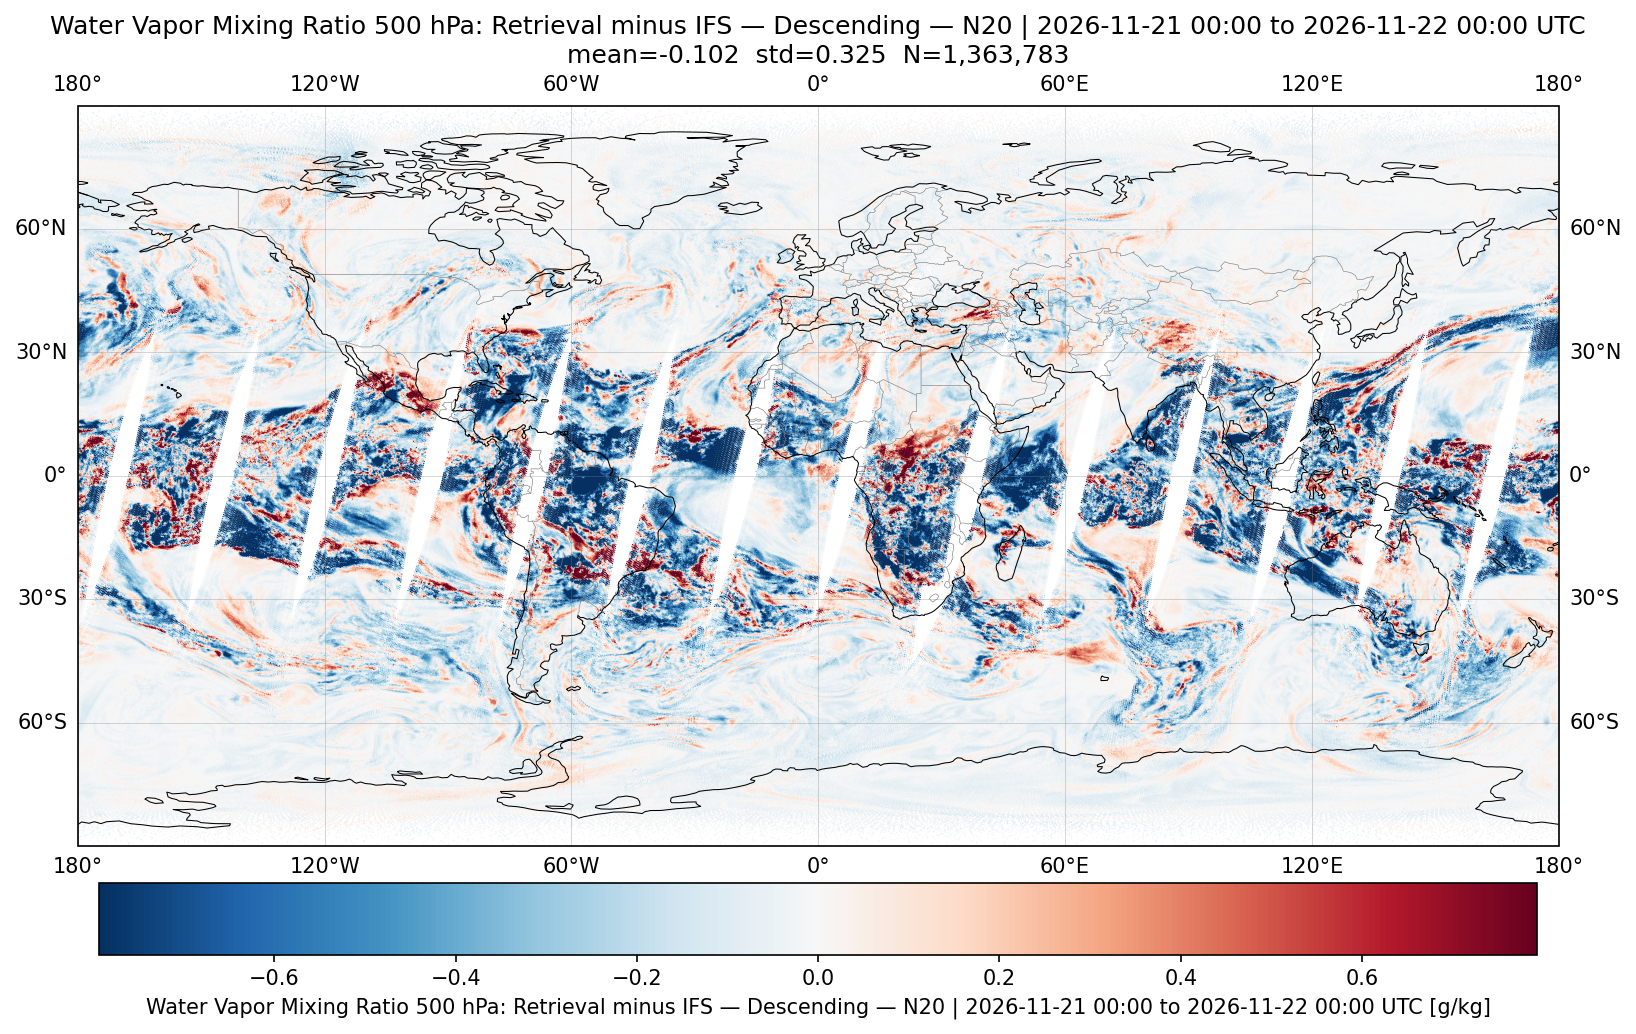 Water Vapor Mixing Ratio 500 hPa: Retrieval minus IFS — Descending — N20 | 2026-11-21 00:00 to 2026-11-22 00:00 UTC
mean=-0.102  std=0.325  N=1,363,783
180° 120°W 60°W 0° 60°E 120°E 180°
60°N 60°N
30°N 30°N
0° 0°
30°S 30°S
60°S 60°S
180° 120°W 60°W 0° 60°E 120°E 180°
−0.6 −0.4 −0.2 0.0 0.2 0.4 0.6
Water Vapor Mixing Ratio 500 hPa: Retrieval minus IFS — Descending — N20 | 2026-11-21 00:00 to 2026-11-22 00:00 UTC [g/kg]